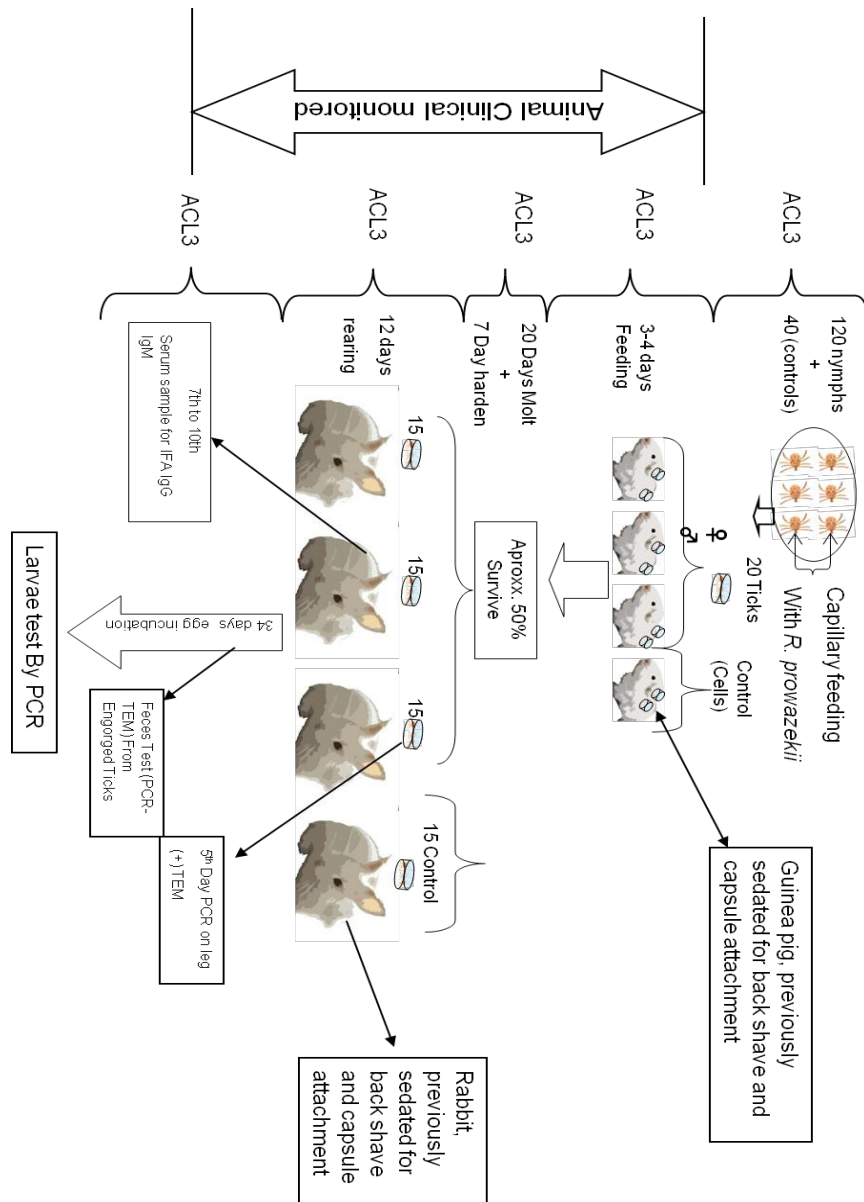 Animal Clinical monitored
ACL3
ACL3
ACL3
ACL3
ACL3
120 nymphs
+
40 (controls)
Capillary feeding
With R. prowazekii
3-4 days
Feeding
♀
♂
20 Ticks
Control
(Cells)
Guinea pig, previously
sedated for back shave and
capsule attachment
20 Days Molt
+
7 Day harden
Aproxx. 50%
Survive
12 days
rearing
15
15
15
15 Control
Rabbit,
previously
sedated for
back shave
and capsule
attachment
7th to 10th
Serum sample for IFA IgG
IgM
34 days egg incubation
Feces Test (PCR-
TEM) From
Engorged Ticks
5th Day PCR on leg
(+)TEM
Larvae test By PCR